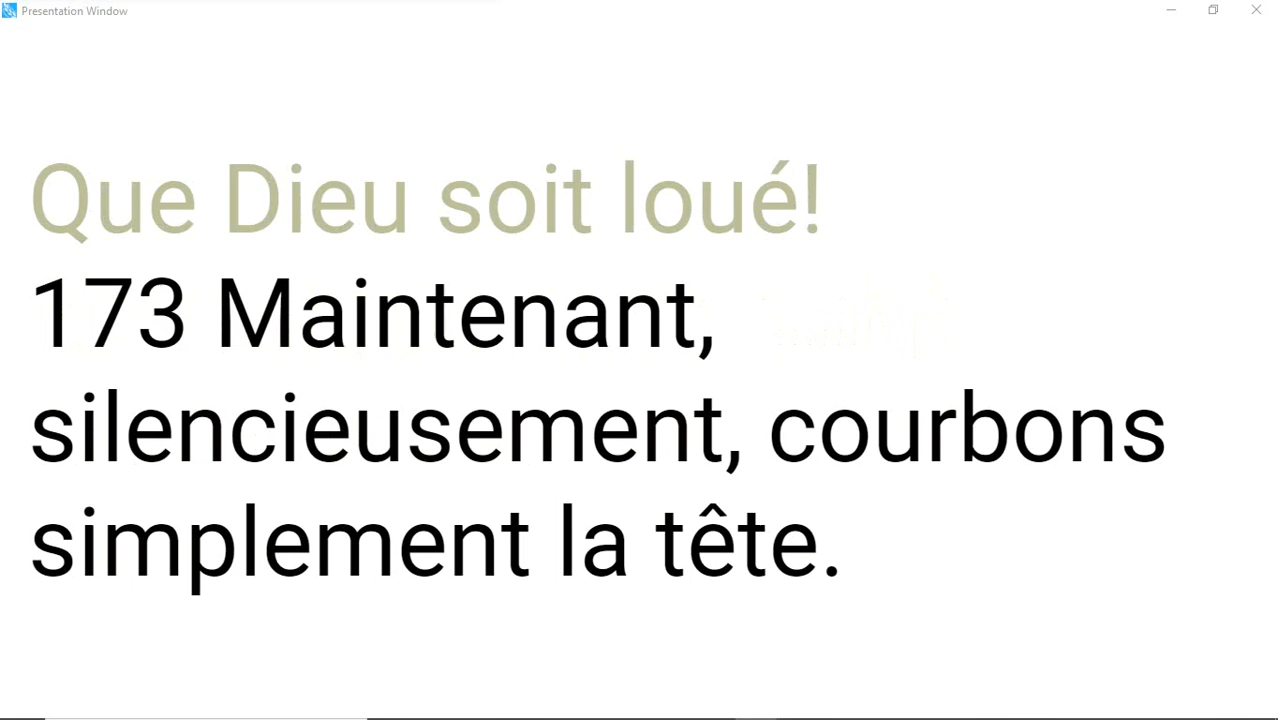 Presentation Window
Que Dieu soit loué!
173 Maintenant,
silencieusement, courbons
simplement la tête.